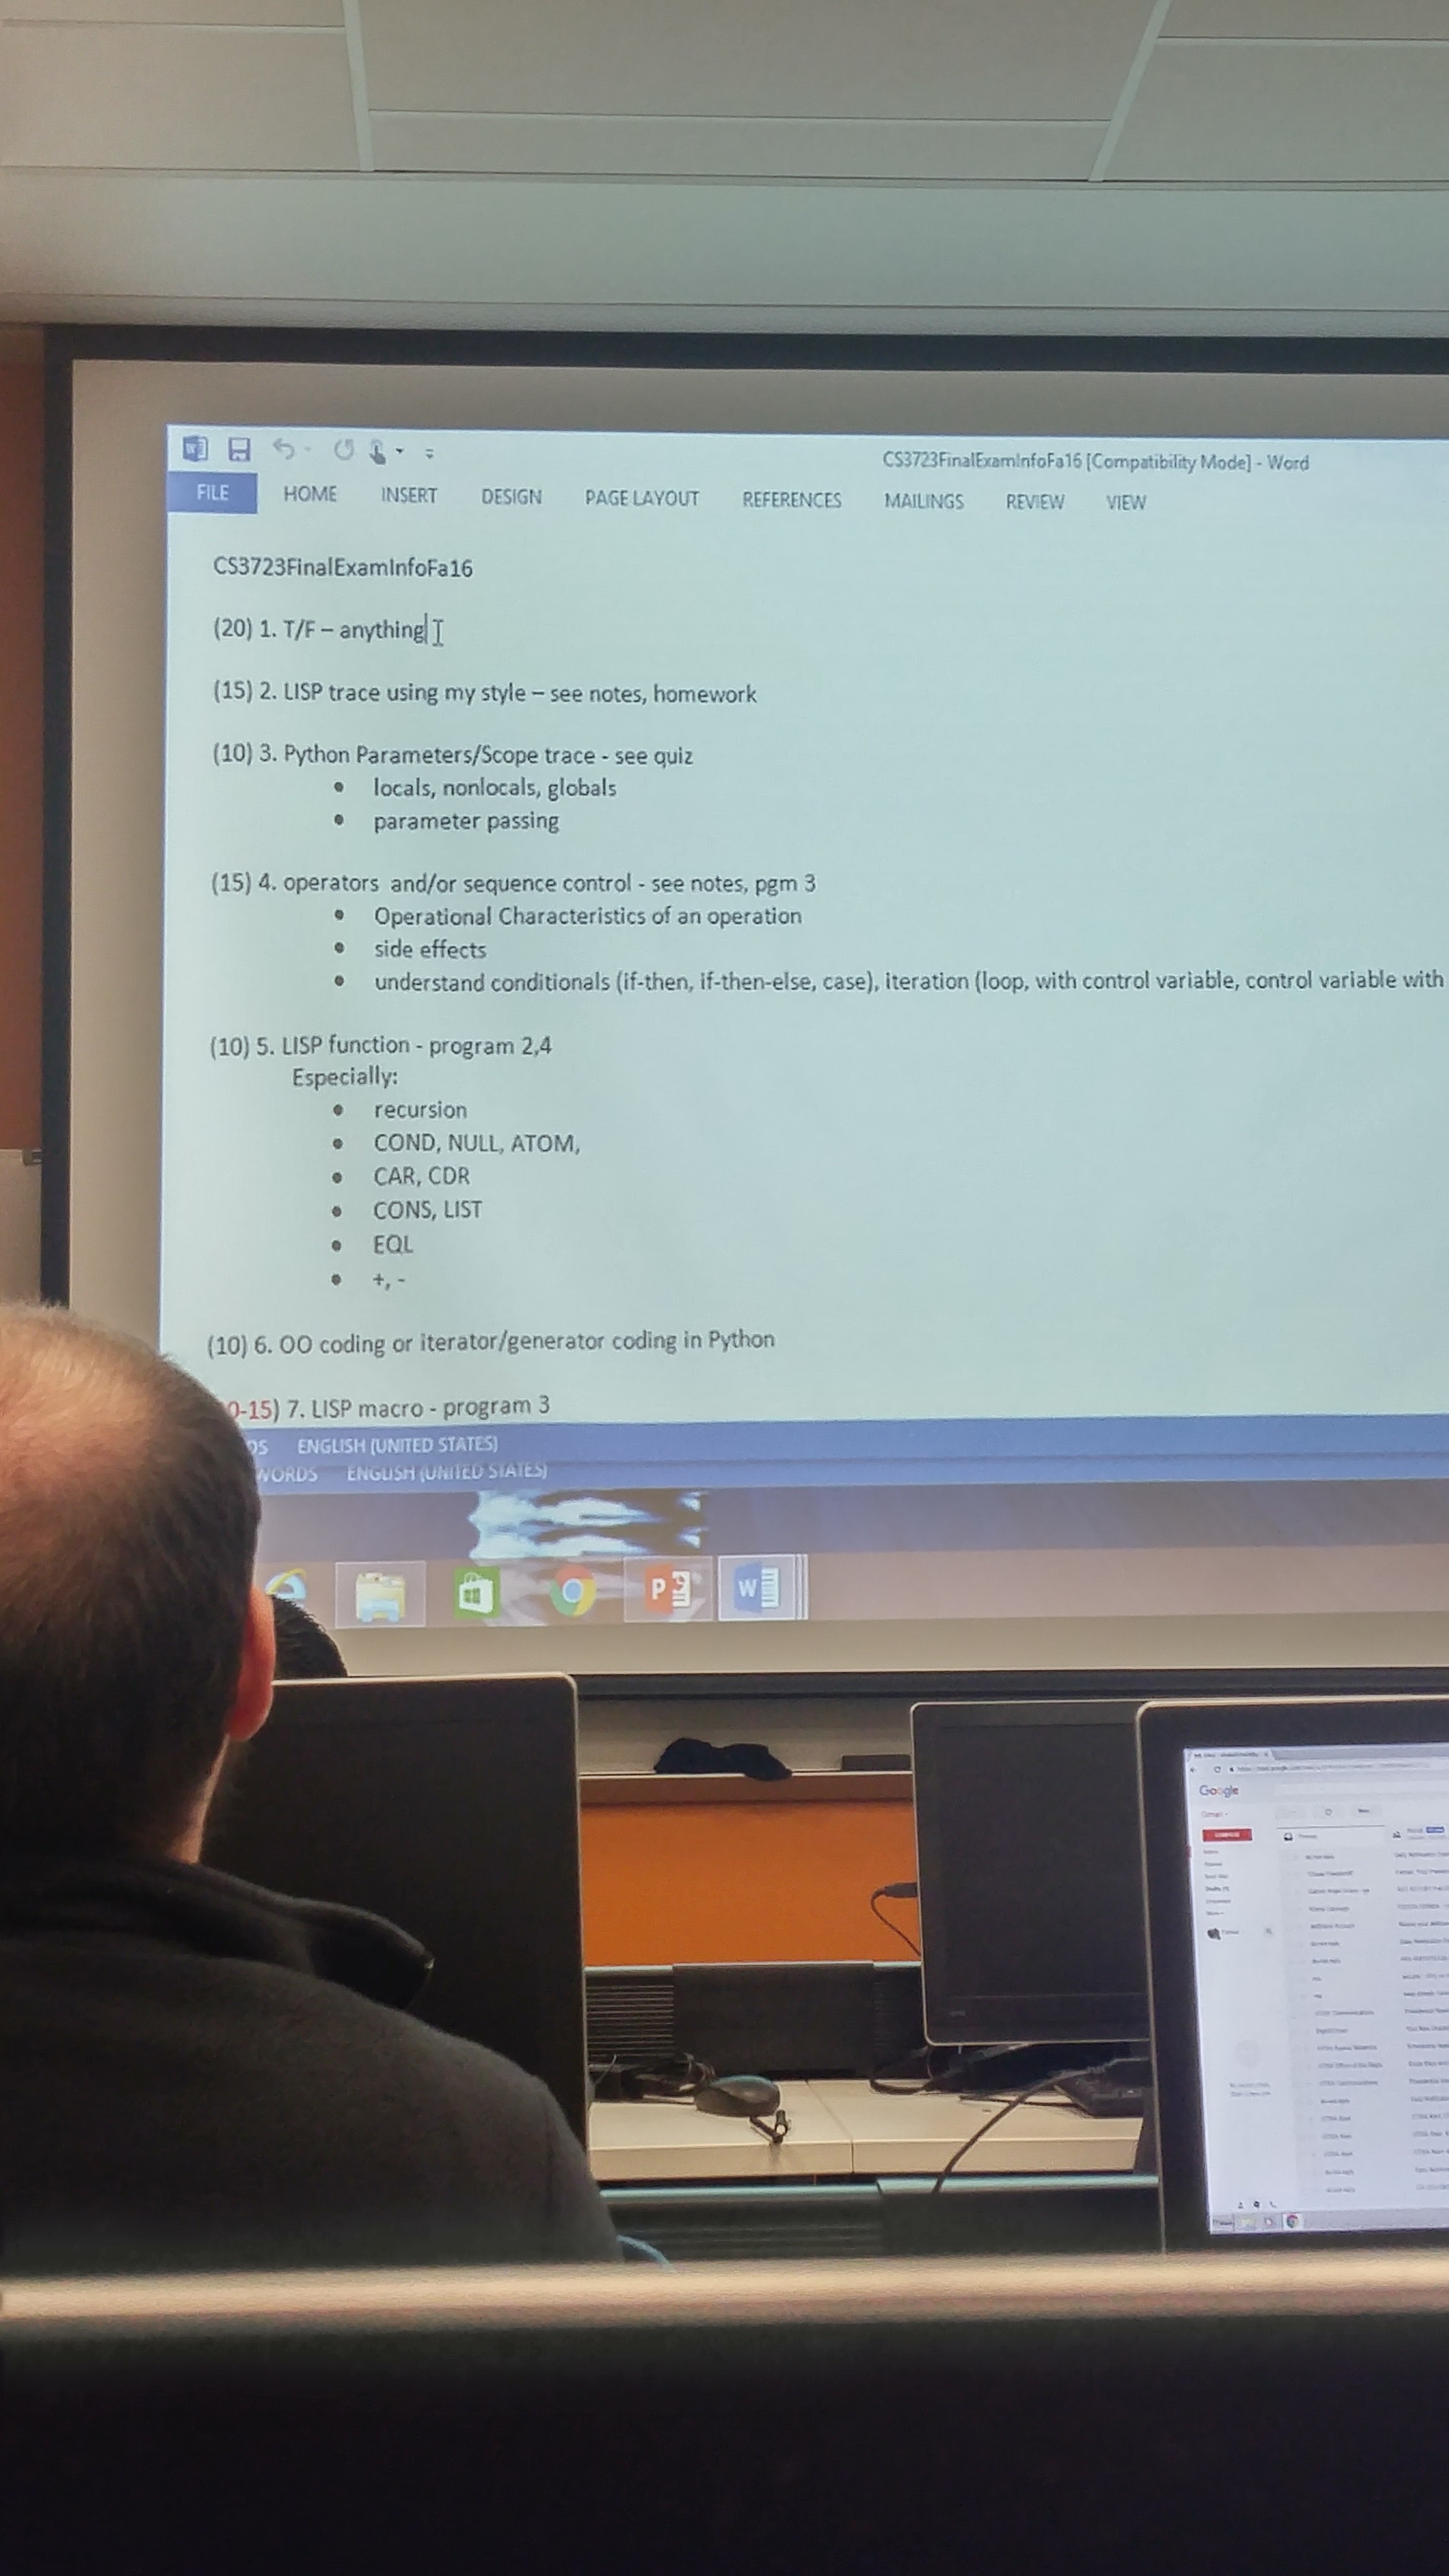 CS3723FinalExamInfoFa16 [Compatibility Mode] - Word
FILE HOME INSERT DESIGN PAGE LAYOUT REFERENCES MAILINGS REVIEW VIEW
CS3723FinalExamInfoFa16
(20) 1. T/F – anything
(15) 2. LISP trace using my style – see notes, homework
(10) 3. Python Parameters/Scope trace - see quiz
• locals, nonlocals, globals
• parameter passing
(15) 4. operators and/or sequence control - see notes, pgm 3
• Operational Characteristics of an operation
• side effects
• understand conditionals (if-then, if-then-else, case), iteration (loop, with control variable, control variable with
(10) 5. LISP function - program 2,4
Especially:
• recursion
• COND, NULL, ATOM,
• CAR, CDR
• CONS, LIST
• EQL
• +, -
(10) 6. OO coding or iterator/generator coding in Python
0-15) 7. LISP macro - program 3
DS ENGLISH (UNITED STATES)
WORDS ENGLISH (UNITED STATES)
Google
Gmail